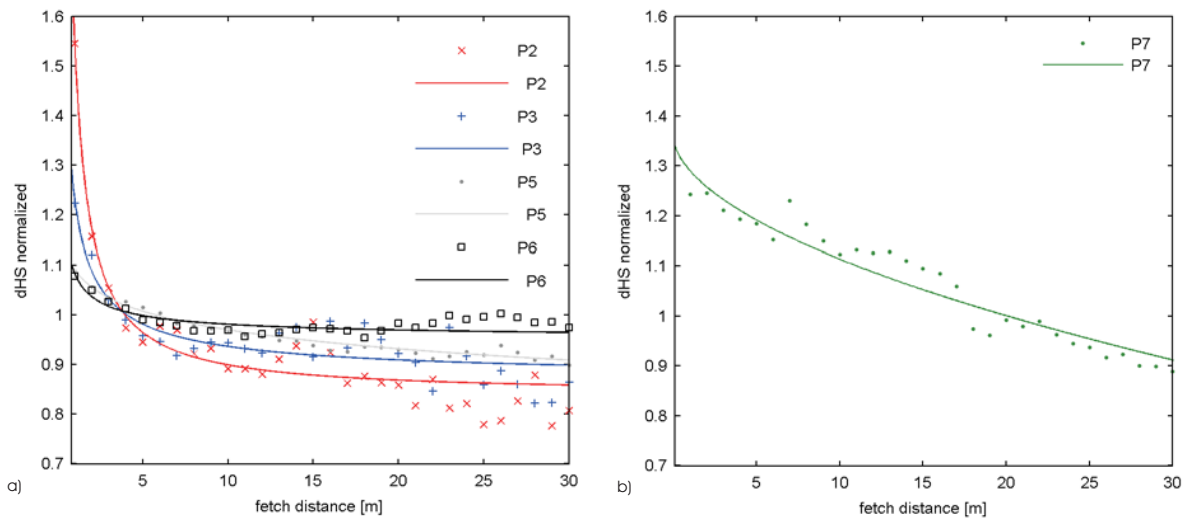 1.6
1.5
1.4
1.3
1.2
1.1
1
0.9
0.8
0.7
dHS normalized
5
10
15
20
25
30
fetch distance [m]
P2
P2
P3
P3
P5
P5
P6
P6
a)
1.6
1.5
1.4
1.3
1.2
1.1
1
0.9
0.8
0.7
dHS normalized
5
10
15
20
25
30
fetch distance [m]
P7
P7
b)